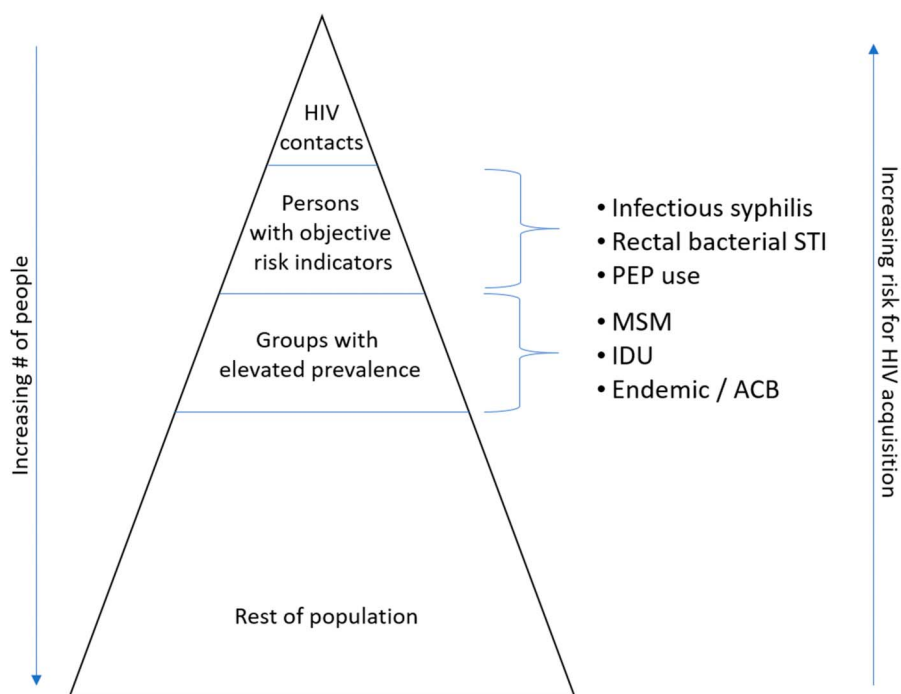 HIV
contacts
Persons
with objective
risk indicators
Groups with
elevated prevalence
Rest of population
• Infectious syphilis
• Rectal bacterial STI
• PEP use
• MSM
• IDU
• Endemic / ACB
Increasing # of people
Increasing risk for HIV acquisition